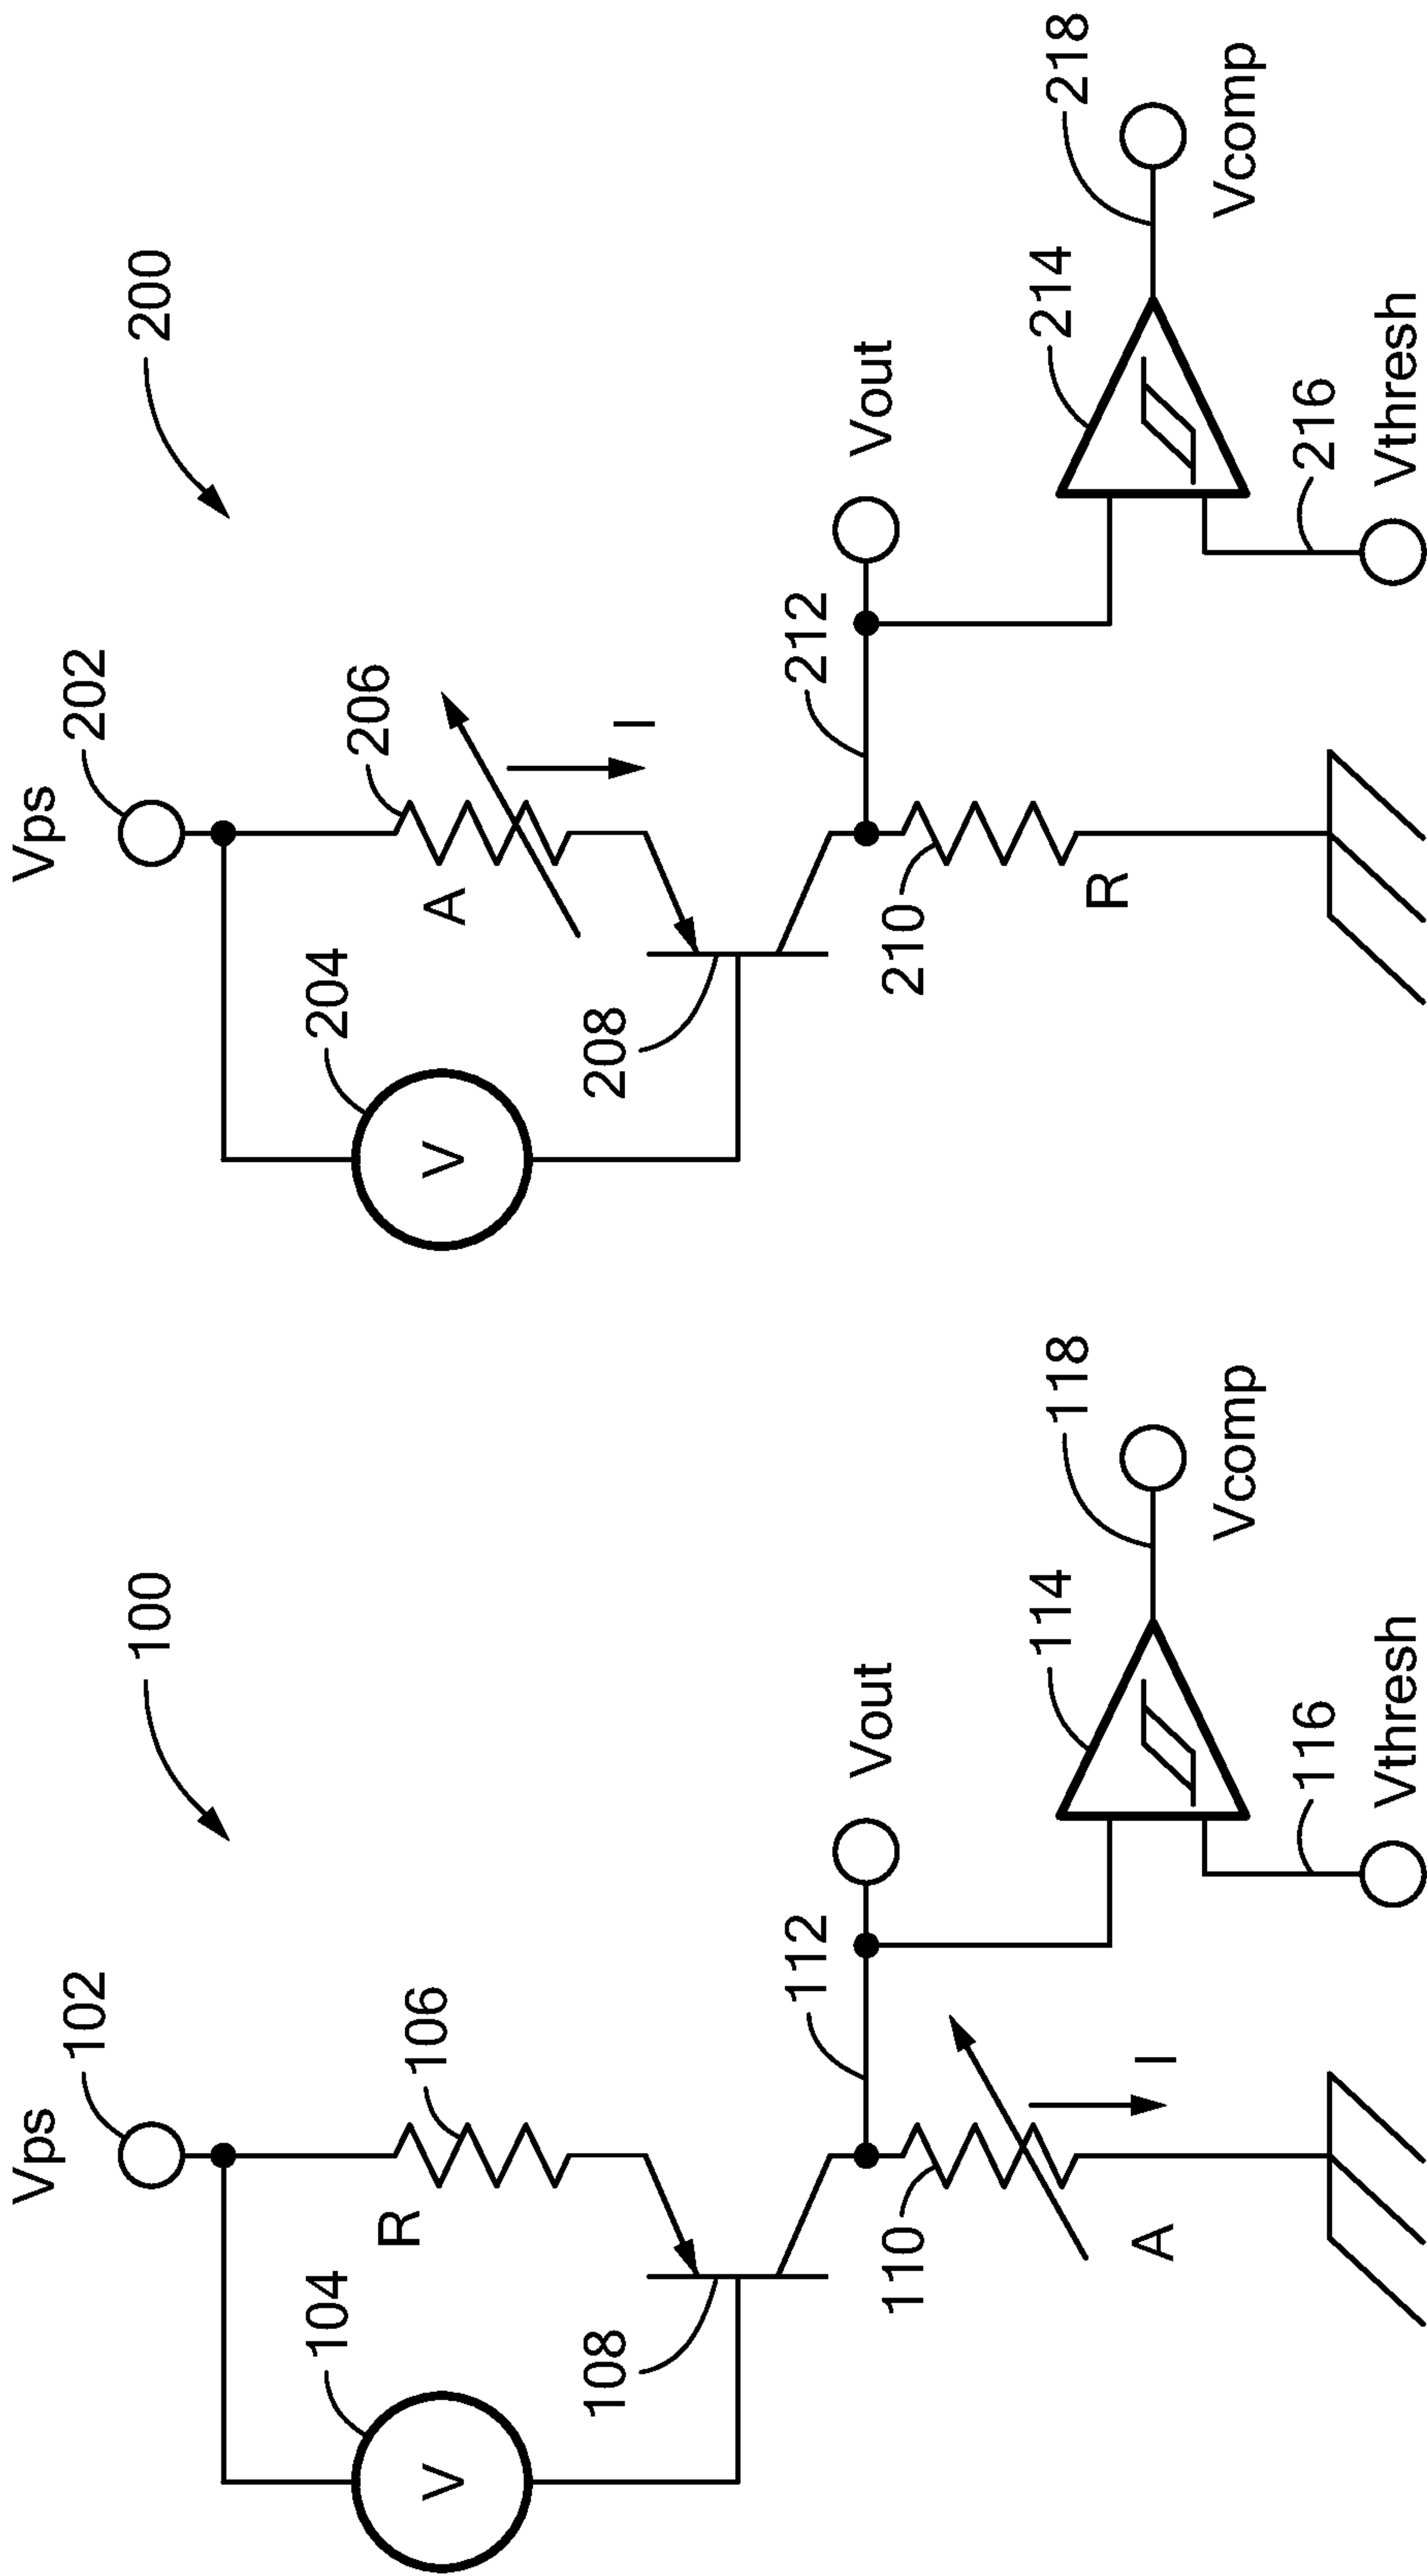 200
Vps
202
204
V
206
A
I
208
212
Vout
210
R
214
218
Vcomp
216
Vthresh
100
Vps
102
104
V
106
R
108
112
Vout
110
A
I
114
118
Vcomp
116
Vthresh